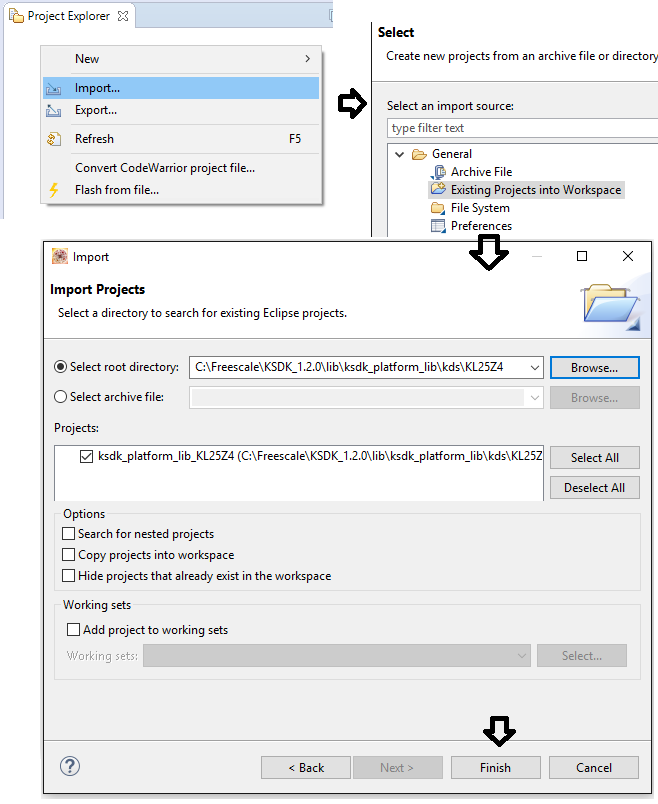 Project Explorer
New
Import...
Export...
Refresh F5
Convert CodeWarrior project file...
Flash from file...
Select
Create new projects from an archive file or directory
Select an import source:
type filter text
General
Archive File
Existing Projects into Workspace
File System
Preferences
Import
Import Projects
Select a directory to search for existing Eclipse projects.
Select root directory: C:\Freescale\KSDK_1.2.0\lib\ksdk_platform_lib\kds\KL25Z4 Browse...
Select archive file: Browse...
Projects:
ksdk_platform_lib_KL25Z4 (C:\Freescale\KSDK_1.2.0\lib\ksdk_platform_lib\kds\KL25Z Select All
Deselect All
Options
Search for nested projects
Copy projects into workspace
Hide projects that already exist in the workspace
Working sets
Add project to working sets
Working sets: Select...
? < Back Next > Finish Cancel